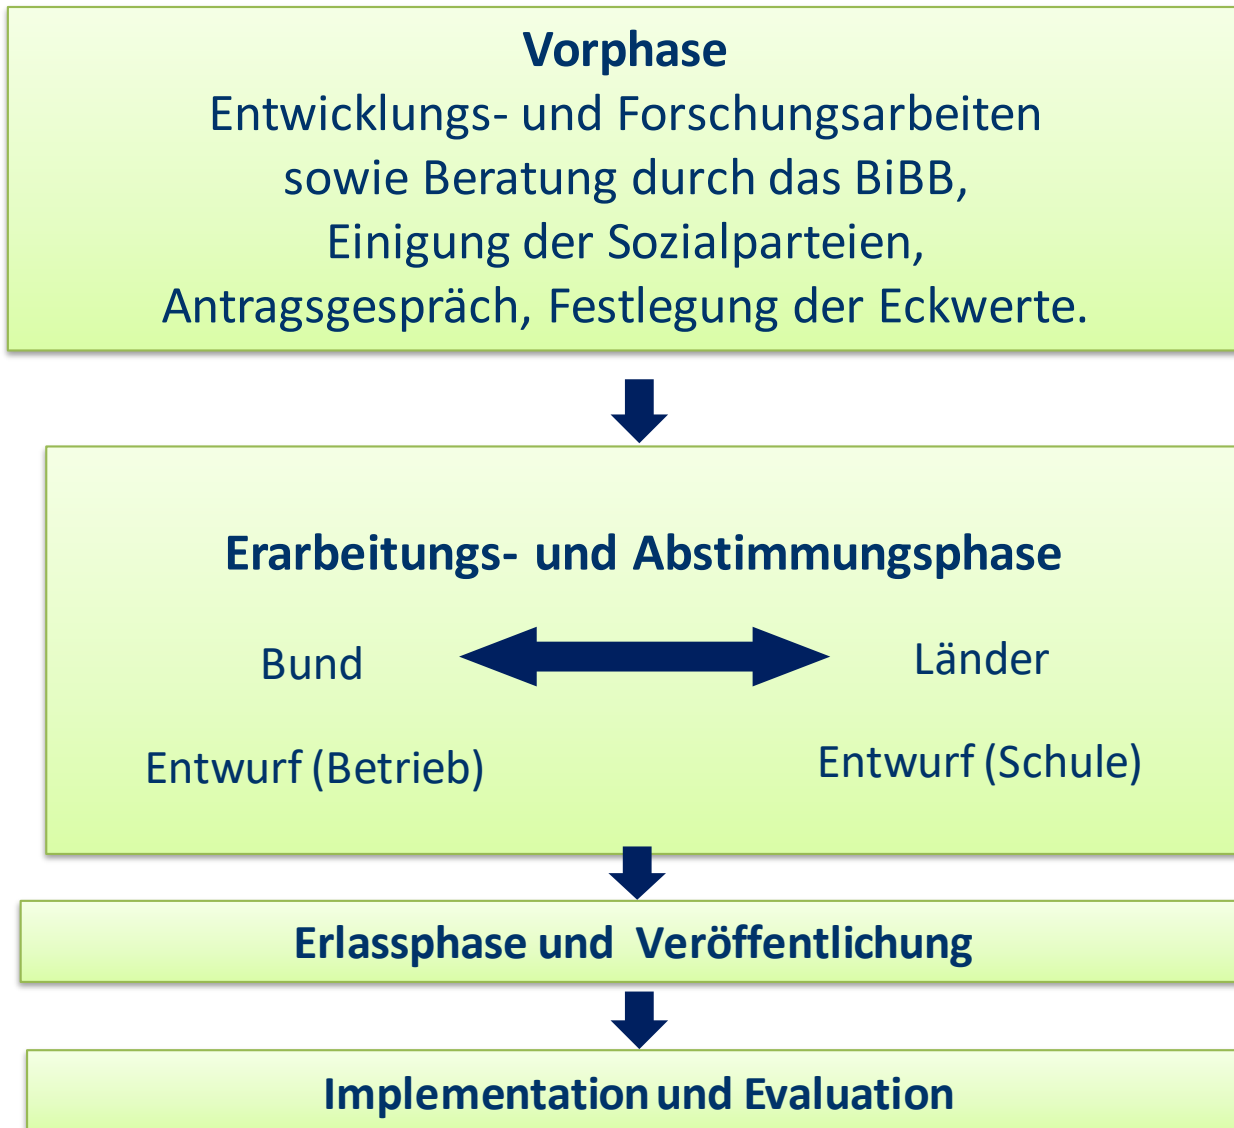 Vorphase
Entwicklungs- und Forschungsarbeiten
sowie Beratung durch das BiBB,
Einigung der Sozialparteien,
Antragsgespräch, Festlegung der Eckwerte.
Erarbeitungs- und Abstimmungsphase
Bund
Länder
Entwurf (Betrieb)
Entwurf (Schule)
Erlassphase und Veröffentlichung
Implementation und Evaluation